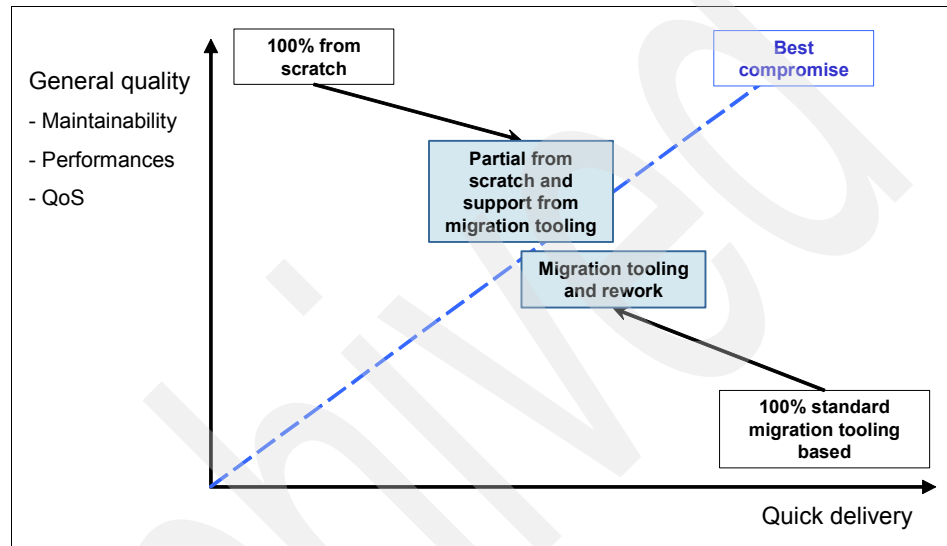 100% from
scratch
Best
compromise
General quality
- Maintainability
- Performances
- QoS
Partial from
scratch and
support from
migration tooling
Migration tooling
and rework
100% standard
migration tooling
based
Quick delivery